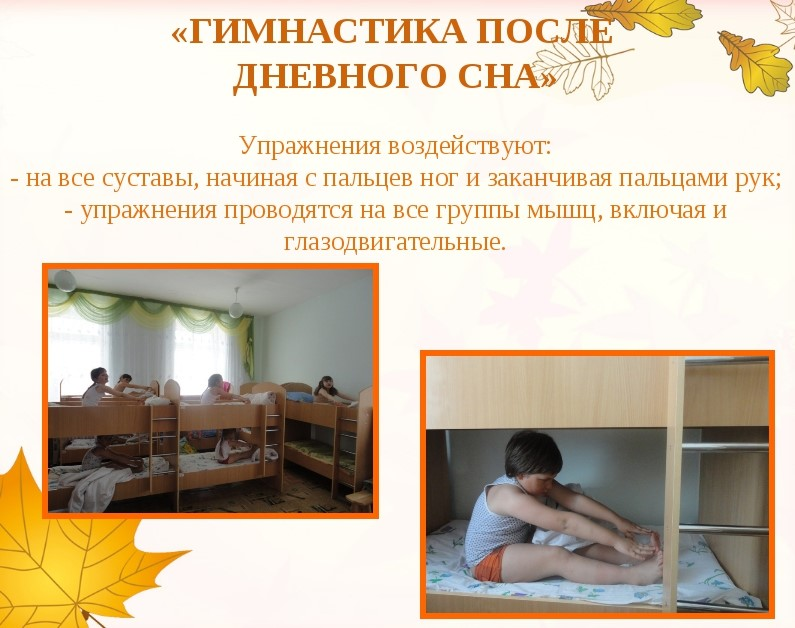 «ГИМНАСТИКА ПОСЛЕ
ДНЕВНОГО СНА»
Упражнения воздействуют:
- на все суставы, начиная с пальцев ног и заканчивая пальцами рук;
- упражнения проводятся на все группы мышц, включая и
глазодвигательные.